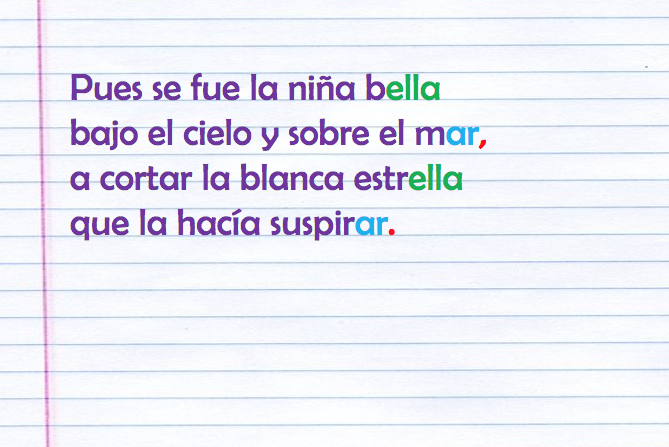 Pues se fue la niña bella
bajo el cielo y sobre el mar,
a cortar la blanca estrella
que la hacía suspirar.